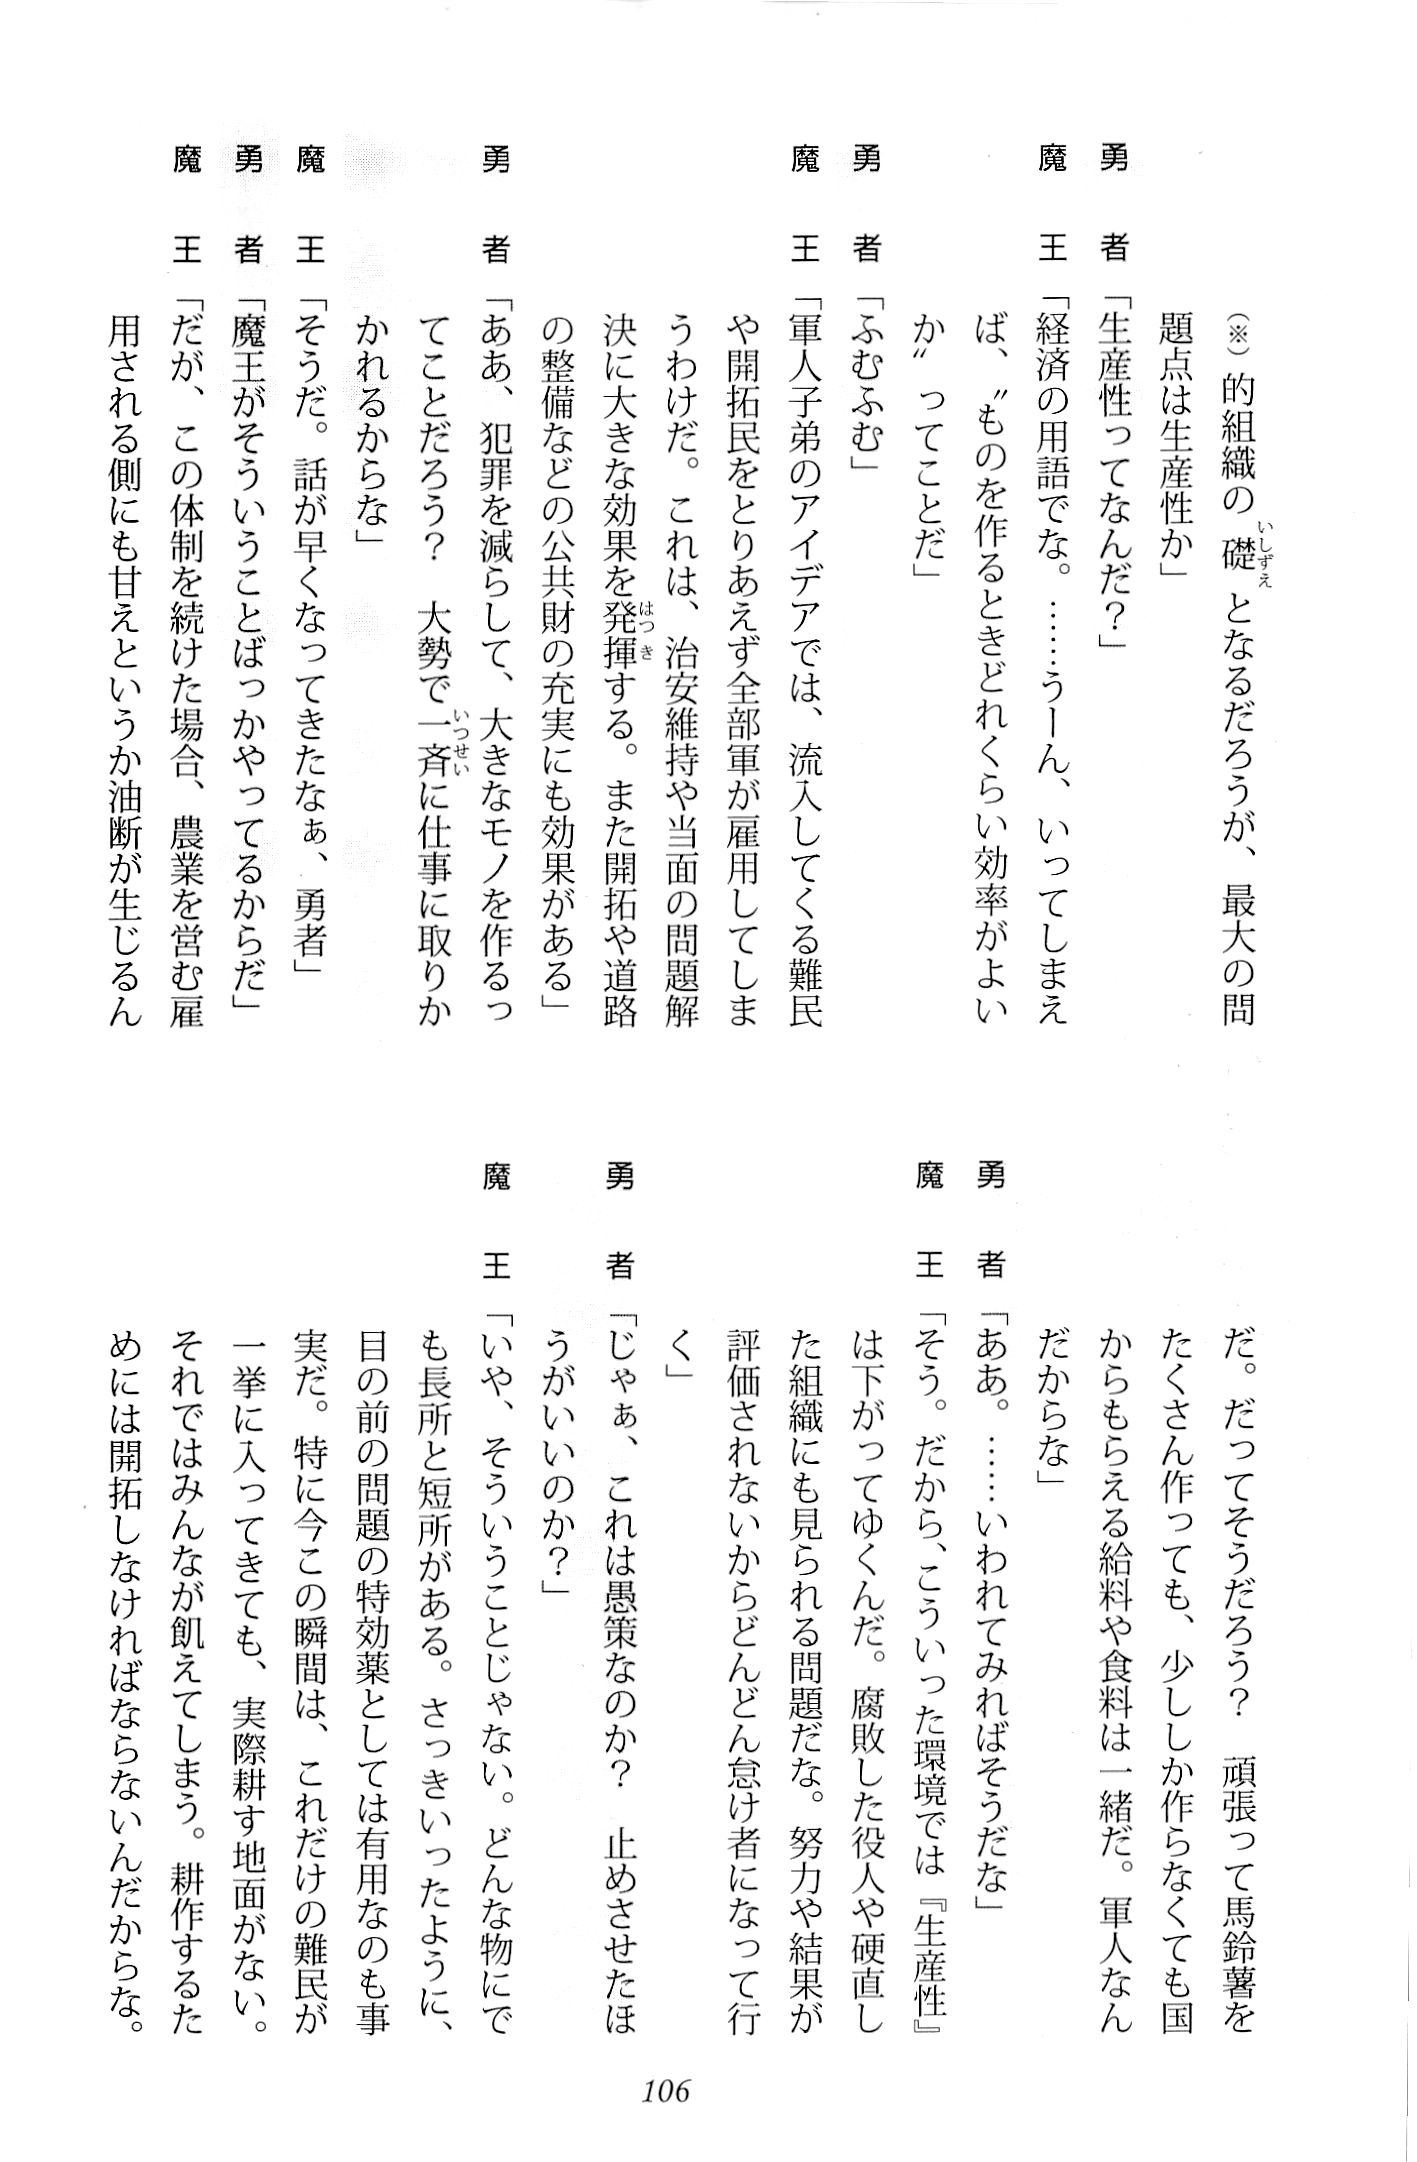 (※)的組織の礎となるだろうが、最大の問
題点は生産性か」
勇者「生産性ってなんだ？」
魔王「経済の用語でな。……うーん、いってしまえ
ば、〝ものを作るときどれくらい効率がよい
か〟ってことだ」
勇者「ふむふむ」
魔王「軍人子弟のアイデアでは、流入してくる難民
や開拓民をとりあえず全部軍が雇用してしま
うわけだ。これは、治安維持や当面の問題解
決に大きな効果を発揮する。また開拓や道路
の整備などの公共財の充実にも効果がある」
勇者「ああ、犯罪を減らして、大きなモノを作るっ
てことだろう？　大勢で一斉に仕事に取りか
かれるからな」
魔王「そうだ。話が早くなってきたなぁ、勇者」
勇者「魔王がそういうことばっかやってるからだ」
魔王「だが、この体制を続けた場合、農業を営む雇
用される側にも甘えというか油断が生じるん
だ。だってそうだろう？　頑張って馬鈴薯を
たくさん作っても、少ししか作らなくても国
からもらえる給料や食料は一緒だ。軍人なん
だからな」
勇者「ああ。……いわれてみればそうだな」
魔王「そう。だから、こういった環境では『生産性』
は下がってゆくんだ。腐敗した役人や硬直し
た組織にも見られる問題だな。努力や結果が
評価されないからどんどん怠け者になって行
く」
勇者「じゃぁ、これは愚策なのか？　止めさせたほ
うがいいのか？」
魔王「いや、そういうことじゃない。どんな物にで
も長所と短所がある。さっきいったように、
目の前の問題の特効薬としては有用なのも事
実だ。特に今この瞬間は、これだけの難民が
一挙に入ってきても、実際耕す地面がない。
それではみんなが飢えてしまう。耕作するた
めには開拓しなければならないんだからな。
106